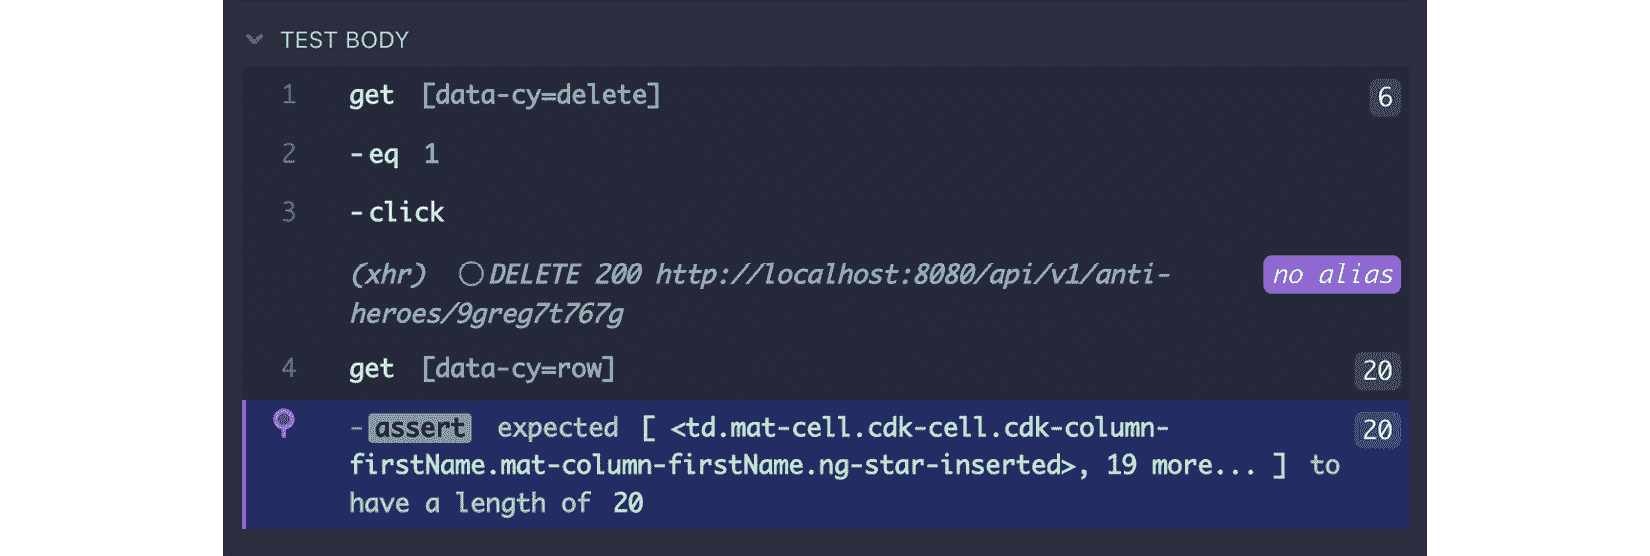 TEST BODY
1 get [data-cy=delete] 6
2 -eq 1
3 -click
(xhr) DELETE 200 http://localhost:8080/api/v1/anti- no alias
heroes/9greg7t767g
4 get [data-cy=row] 20
-assert expected [ <td.mat-cell.cdk-cell.cdk-column- 20
firstName.mat-column-firstName.ng-star-inserted>, 19 more... ] to
have a length of 20